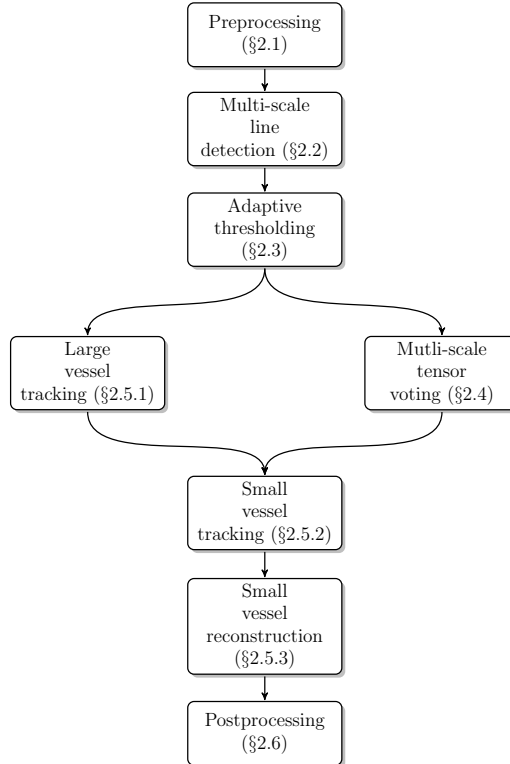 Preprocessing
(§2.1)
Multi-scale
line
detection (§2.2)
Adaptive
thresholding
(§2.3)
Large
vessel
tracking (§2.5.1)
Mutli-scale
tensor
voting (§2.4)
Small
vessel
tracking (§2.5.2)
Small
vessel
reconstruction
(§2.5.3)
Postprocessing
(§2.6)